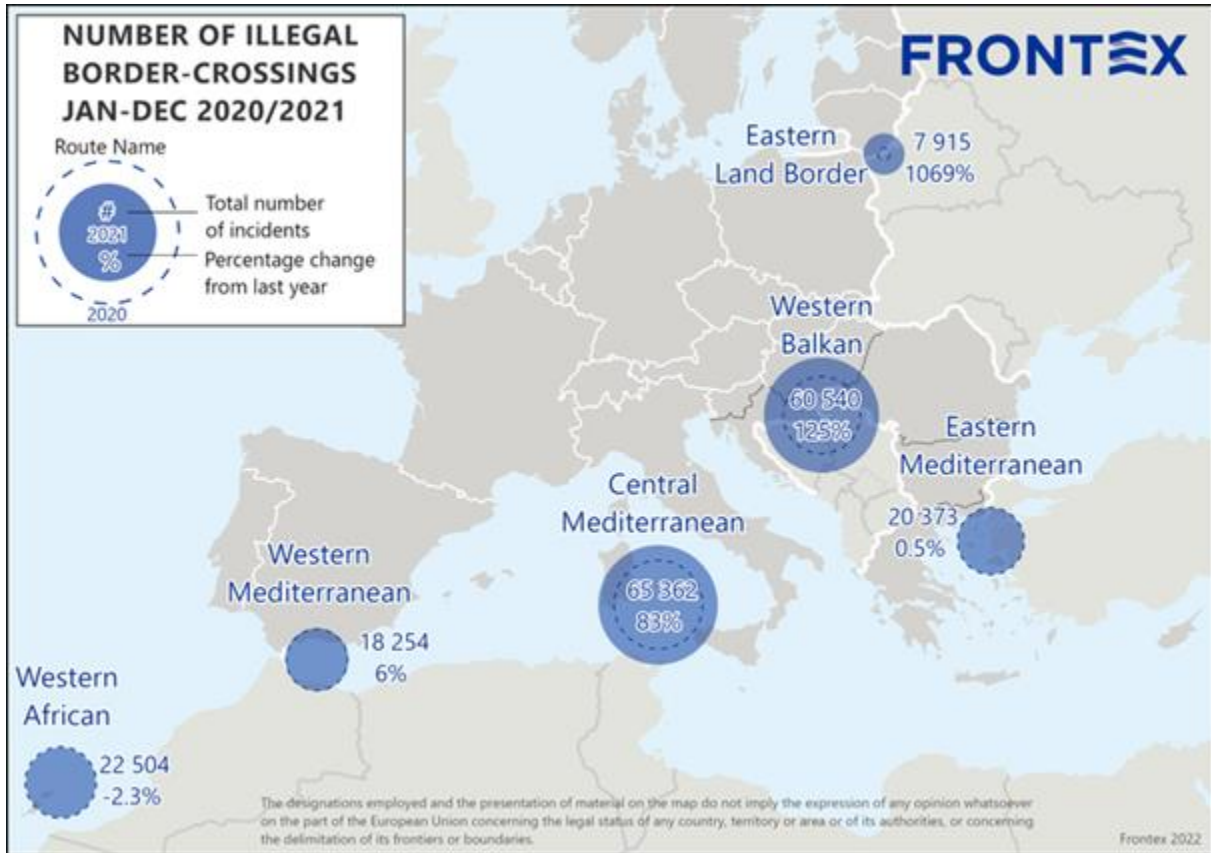 NUMBER OF ILLEGAL
BORDER-CROSSINGS
JAN-DEC 2020/2021
Route Name
#
2021
%
Total number
of incidents
Percentage change
from last year
2020
FRONTEX
Eastern
Land Border
7 915
1069%
Western
Balkan
60 540
125%
Eastern
Mediterranean
20 373
0.5%
Central
Mediterranean
65 362
83%
Western
Mediterranean
18 254
6%
Western
African
22 504
-2.3%
The designations employed and the presentation of material on the map do not imply the expression of any opinion whatsoever
on the part of the European Union concerning the legal status of any country, territory or area or of its authorities, or concerning
the delimitation of its frontiers or boundaries.
Frontex 2022